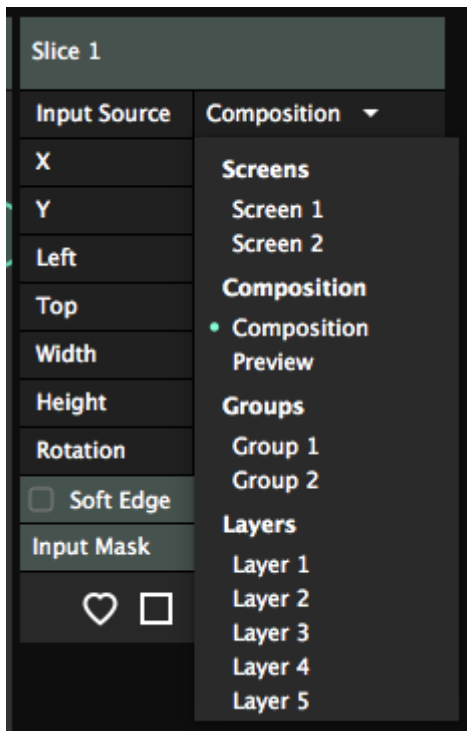 Slice 1
Input Source Composition
X
Y
Left
Top
Width
Height
Rotation
Soft Edge
Input Mask
Screens
Screen 1
Screen 2
Composition
Composition
Preview
Groups
Group 1
Group 2
Layers
Layer 1
Layer 2
Layer 3
Layer 4
Layer 5